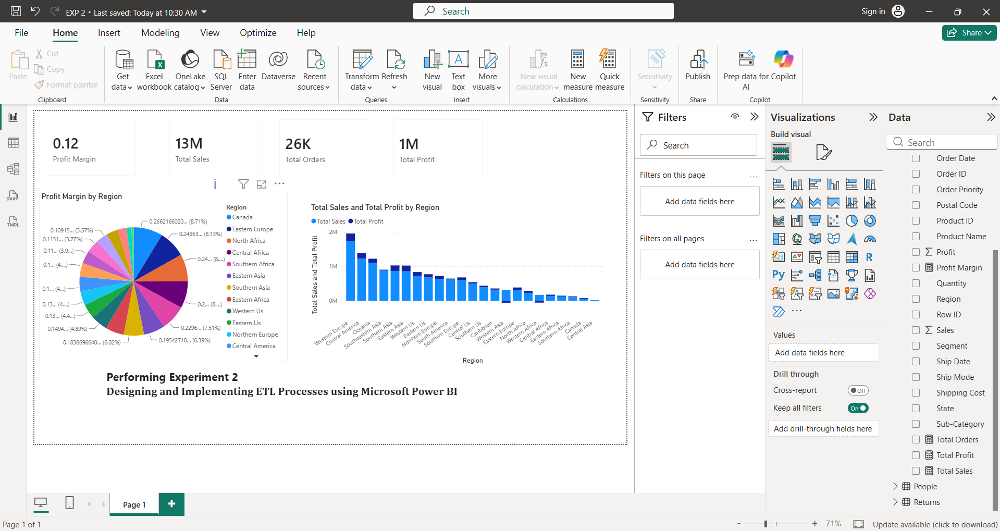 EXP 2 • Last saved: Today at 10:30 AM
Search
Sign in
File
Home
Insert
Modeling
View
Optimize
Help
Share
Paste
Cut
Copy
Format painter
Clipboard
Get data
Excel workbook
OneLake catalog
SQL Server
Enter data
Dataverse
Recent sources
Data
Transform data
Refresh
Queries
New visual
Text box
More visuals
Insert
New visual calculation
New measure
Quick measure
Calculations
Sensitivity
Sensitivity
Publish
Share
Prep data for AI
Copilot
Copilot
DAX
TMDL
0.12
Profit Margin
13M
Total Sales
26K
Total Orders
1M
Total Profit
Profit Margin by Region
0.2662166020... (8.71%)
0.24863... (8.13%)
0.24... (8....)
0.2... (8....)
0.2296... (7.51%)
0.19542718... (6.39%)
0.1838696640... (6.02%)
0.1494... (4.89%)
0.13... (4.4...)
0.13... (4....)
0.1... (4...)
0.1... (4....)
0.11... (3.9...)
0.1151... (3.77%)
0.10915... (3.57%)
Region
Canada
Eastern Europe
North Africa
Central Africa
Southern Africa
Eastern Asia
Southern Asia
Eastern Africa
Western Us
Eastern Us
Northern Europe
Central America
Total Sales and Total Profit by Region
Total Sales
Total Profit
Total Sales and Total Profit
2M
1M
0M
Western Europe
Central America
Oceania
Southeastern Asia
Southern Asia
Eastern Asia
Western Us
Eastern Us
Northern Europe
South America
Southern Europe
Central Us
Southern Us
Caribbean
Western Asia
Eastern Europe
North Africa
Western Africa
Central Africa
Eastern Africa
Southern Africa
Canada
Central Asia
Region
Performing Experiment 2
Designing and Implementing ETL Processes using Microsoft Power BI
Filters
Search
Filters on this page
...
Add data fields here
Filters on all pages
...
Add data fields here
Visualizations
Build visual
123
R
Py
...
Values
Add data fields here
Drill through
Cross-report
Off
Keep all filters
On
Add drill-through fields here
Data
Search
Order Date
Order ID
Order Priority
Postal Code
Product ID
Product Name
Profit
Profit Margin
Quantity
Region
Row ID
Sales
Segment
Ship Date
Ship Mode
Shipping Cost
State
Sub-Category
Total Orders
Total Profit
Total Sales
People
Returns
Page 1
Page 1 of 1
- + 71%
Update available (click to download)